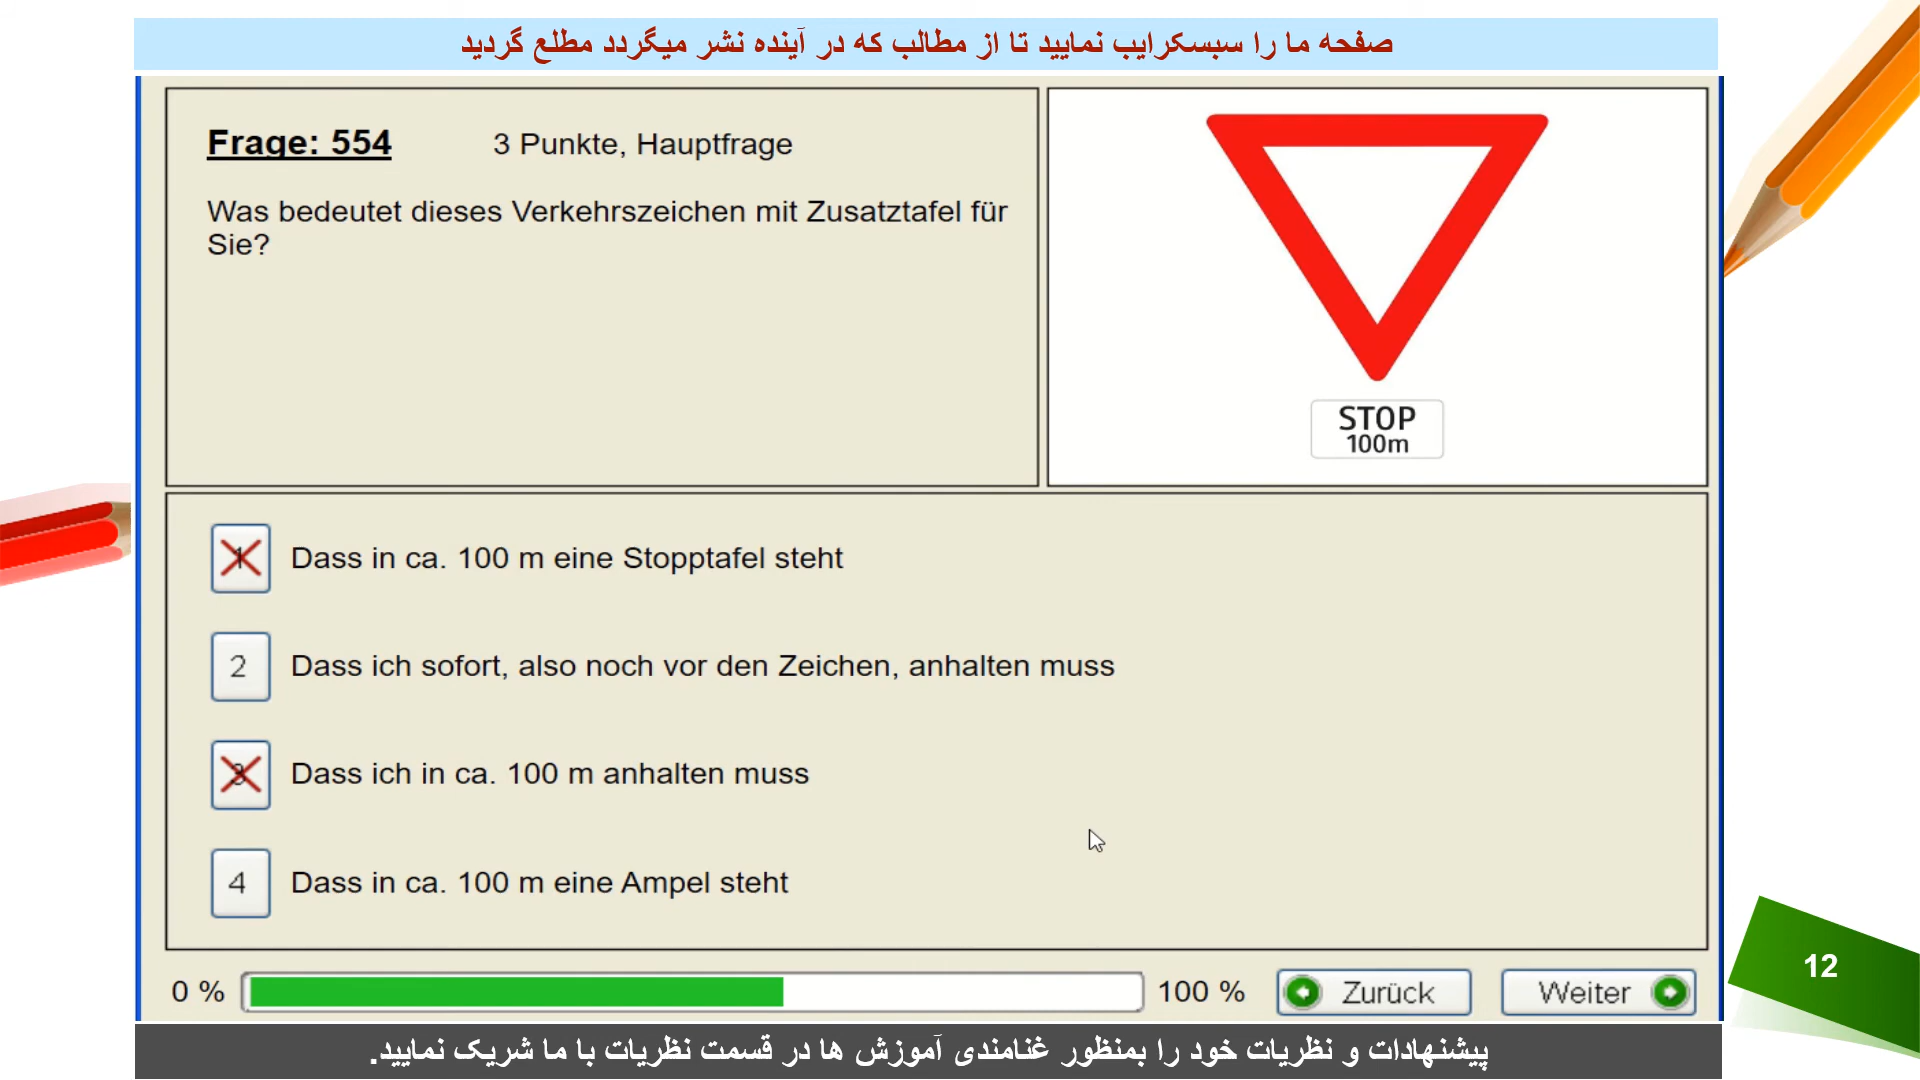 صفحه ما را سبسکرایب نمایید تا از مطالب که در آینده نشر میگردد مطلع گردید
Frage: 554 3 Punkte, Hauptfrage
Was bedeutet dieses Verkehrszeichen mit Zusatztafel für
Sie?
STOP
100m
1 Dass in ca. 100 m eine Stopptafel steht
2 Dass ich sofort, also noch vor den Zeichen, anhalten muss
3 Dass ich in ca. 100 m anhalten muss
4 Dass in ca. 100 m eine Ampel steht
0 % 100 % Zurück Weiter
12
پیشنهادات و نظریات خود را بمنظور غنامندی آموزش ها در قسمت نظریات با ما شریک نمایید.